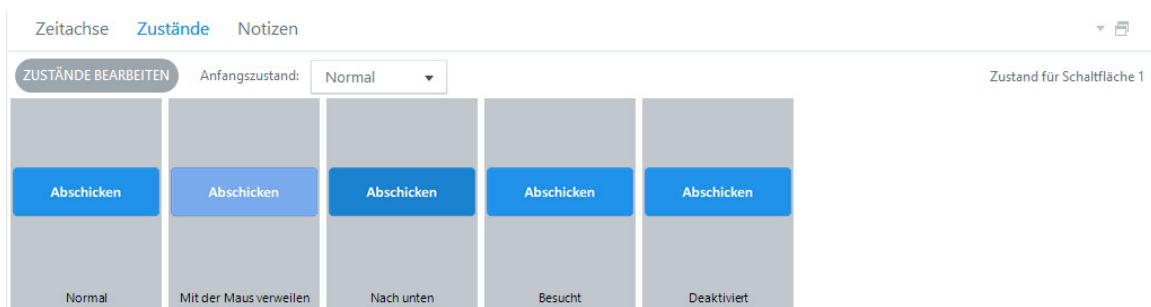 Zeitachse Zustände Notizen
ZUSTÄNDE BEARBEITEN Anfangszustand: Normal Zustand für Schaltfläche 1
Abschicken Abschicken Abschicken Abschicken Abschicken
Normal Mit der Maus verweilen Nach unten Besucht Deaktiviert